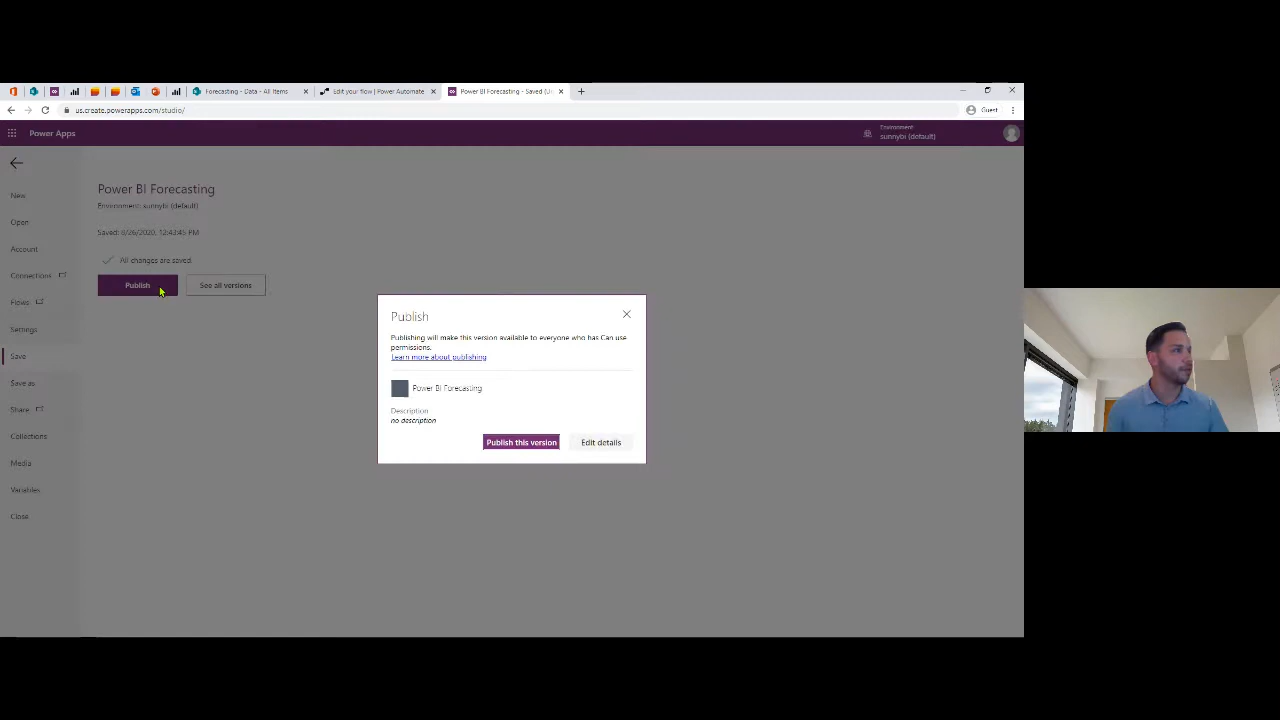 Forecasting - Data - All Items
Edit your flow | Power Automate
Power BI Forecasting - Saved (U
us.create.powerapps.com/studio/
Guest
Power Apps
Environment
sunnybi (default)
Power BI Forecasting
Environment: sunnybi (default)
Saved: 8/26/2020, 12:43:45 PM
All changes are saved.
Publish
See all versions
New
Open
Account
Connections
Flows
Settings
Save
Save as
Share
Collections
Media
Variables
Close
Publish
Publishing will make this version available to everyone who has Can use
permissions.
Learn more about publishing
Power BI Forecasting
Description
no description
Publish this version
Edit details